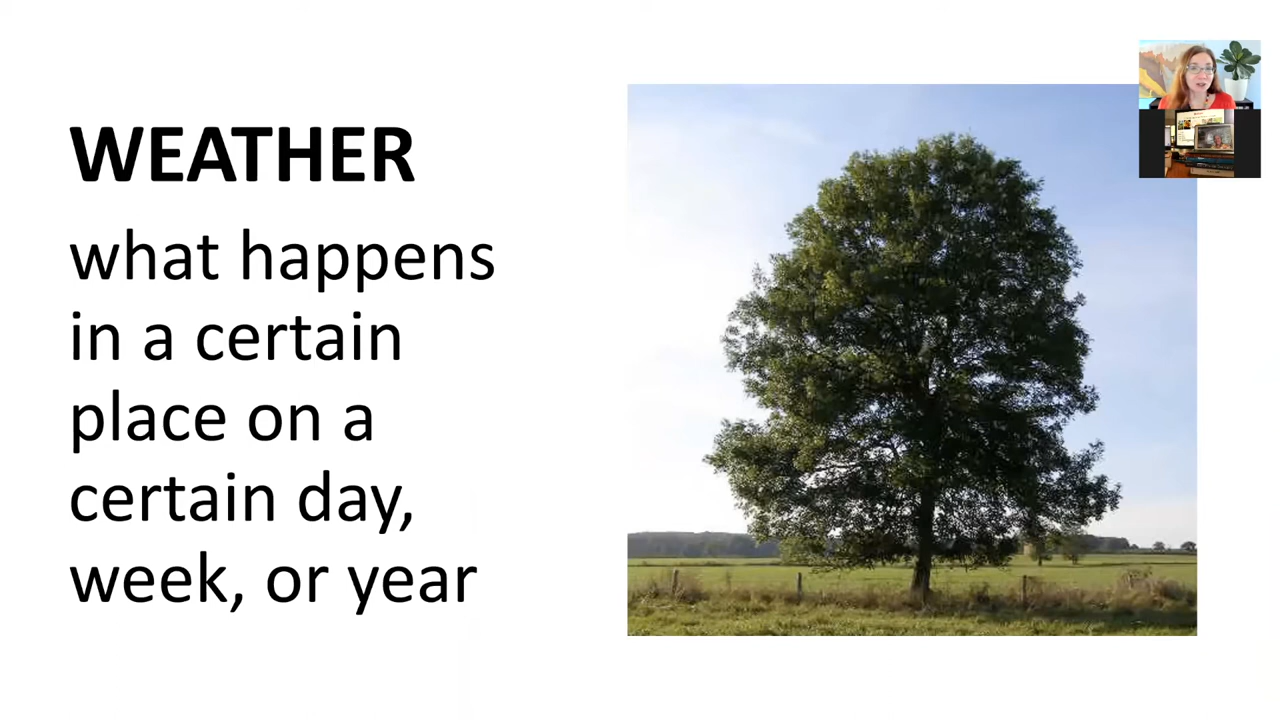 WEATHER
what happens
in a certain
place on a
certain day,
week, or year